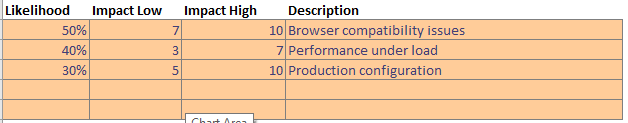 Likelihood Impact Low Impact High Description
50% 7 10 Browser compatibility issues
40% 3 7 Performance under load
30% 5 10 Production configuration
Chart Area